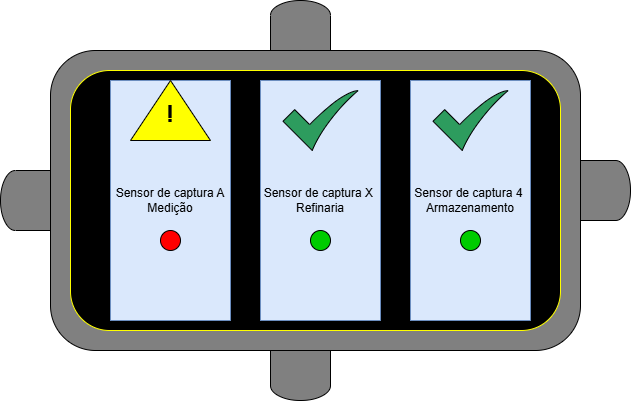 !
Sensor de captura A
Medição
Sensor de captura X
Refinaria
Sensor de captura 4
Armazenamento